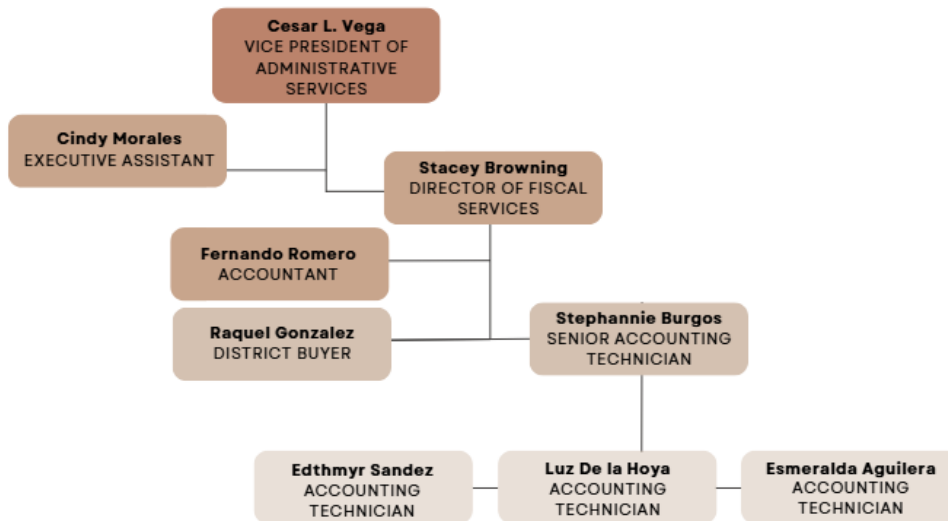 Cesar L. Vega
VICE PRESIDENT OF
ADMINISTRATIVE
SERVICES
Cindy Morales
EXECUTIVE ASSISTANT
Stacey Browning
DIRECTOR OF FISCAL
SERVICES
Fernando Romero
ACCOUNTANT
Raquel Gonzalez
DISTRICT BUYER
Stephannie Burgos
SENIOR ACCOUNTING
TECHNICIAN
Edthmyr Sandez
ACCOUNTING
TECHNICIAN
Luz De la Hoya
ACCOUNTING
TECHNICIAN
Esmeralda Aguilera
ACCOUNTING
TECHNICIAN